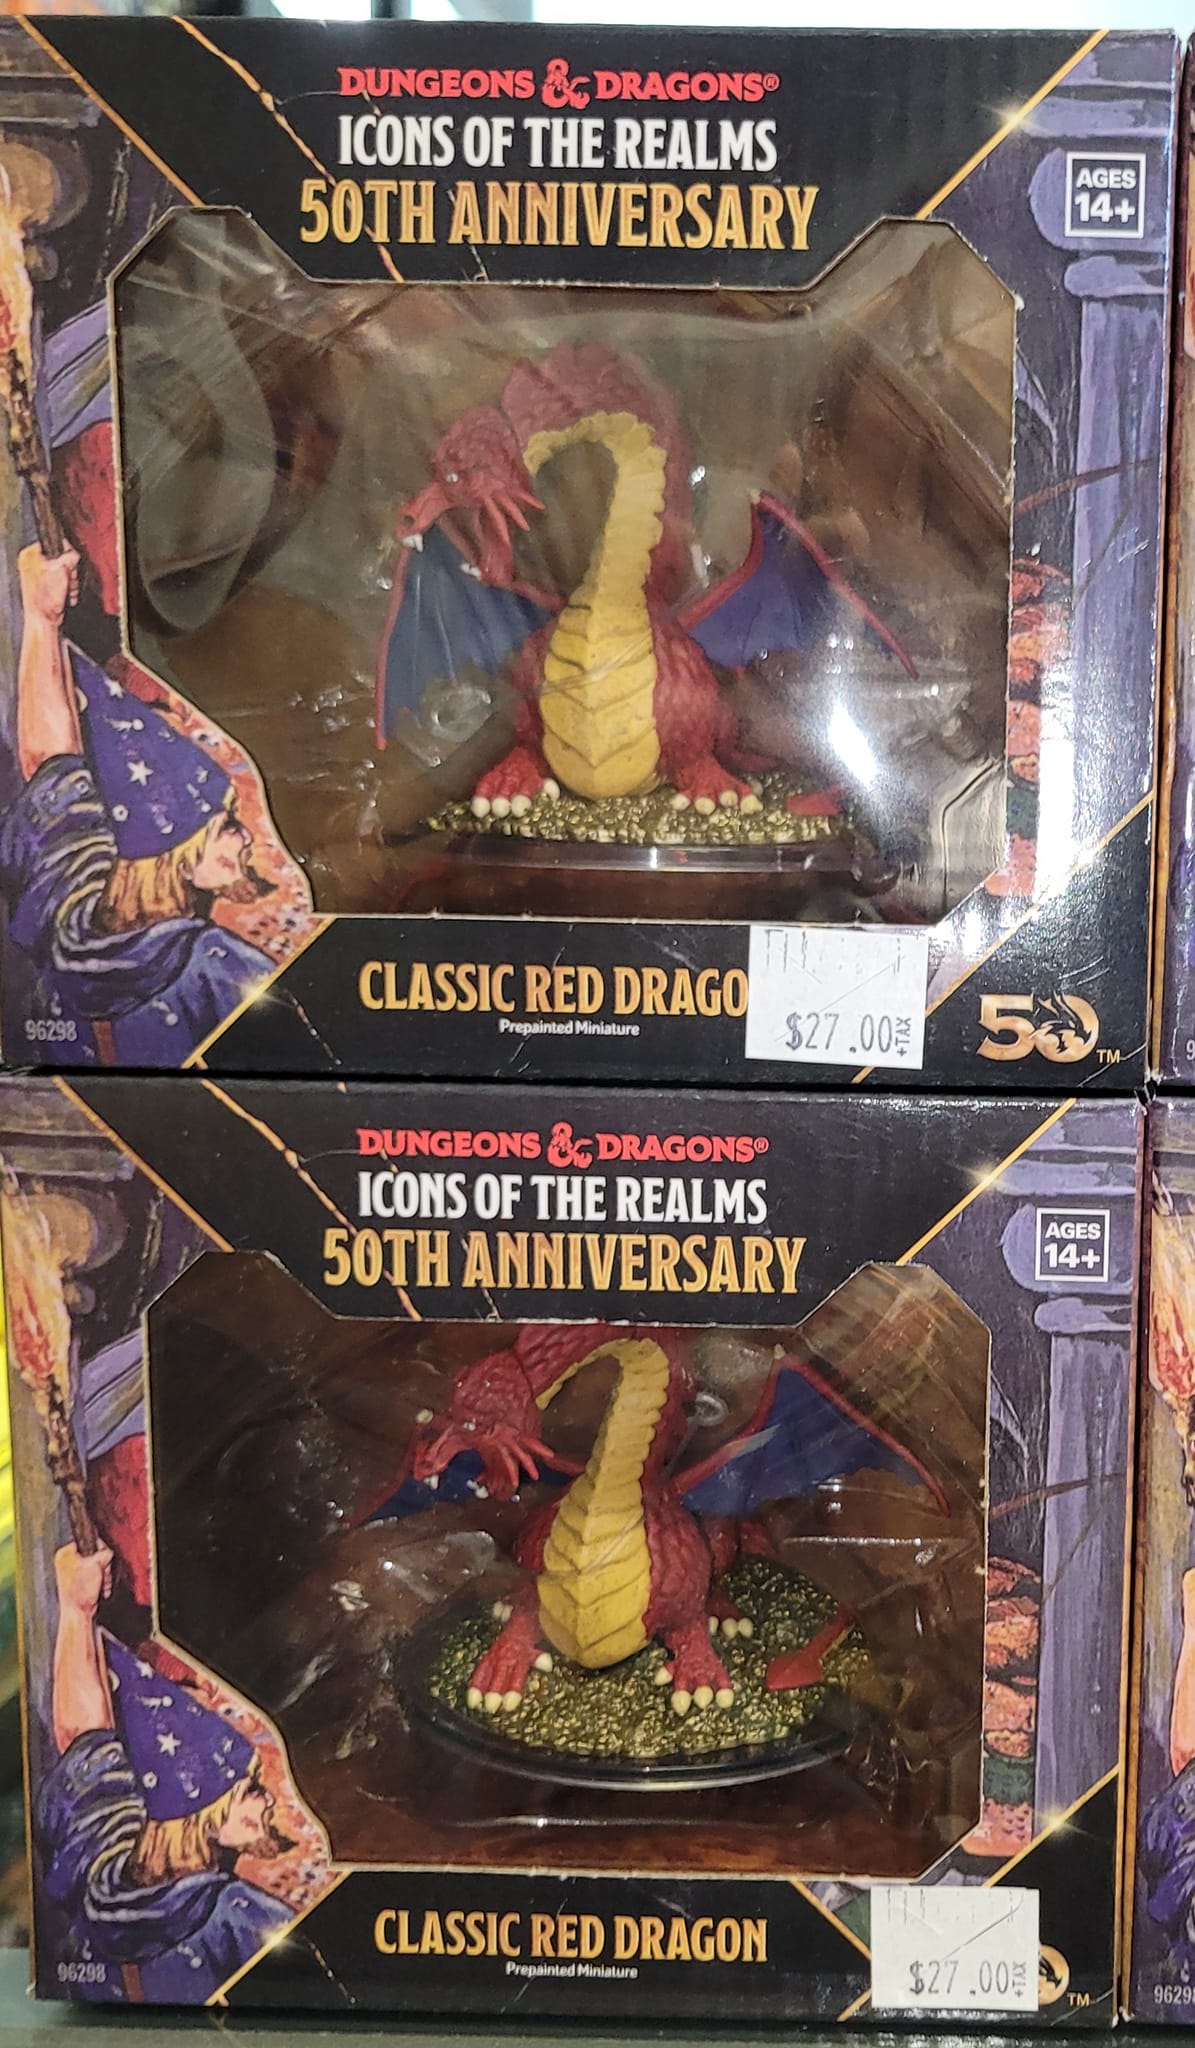 DUNGEONS & DRAGONS®
ICONS OF THE REALMS
50TH ANNIVERSARY
AGES
14+
CLASSIC RED DRAGO
Prepainted Miniature
96298
$27.00
+TAX
50
TM
DUNGEONS & DRAGONS®
ICONS OF THE REALMS
50TH ANNIVERSARY
AGES
14+
CLASSIC RED DRAGON
Prepainted Miniature
96298
$27.00
+TAX
TM
9629